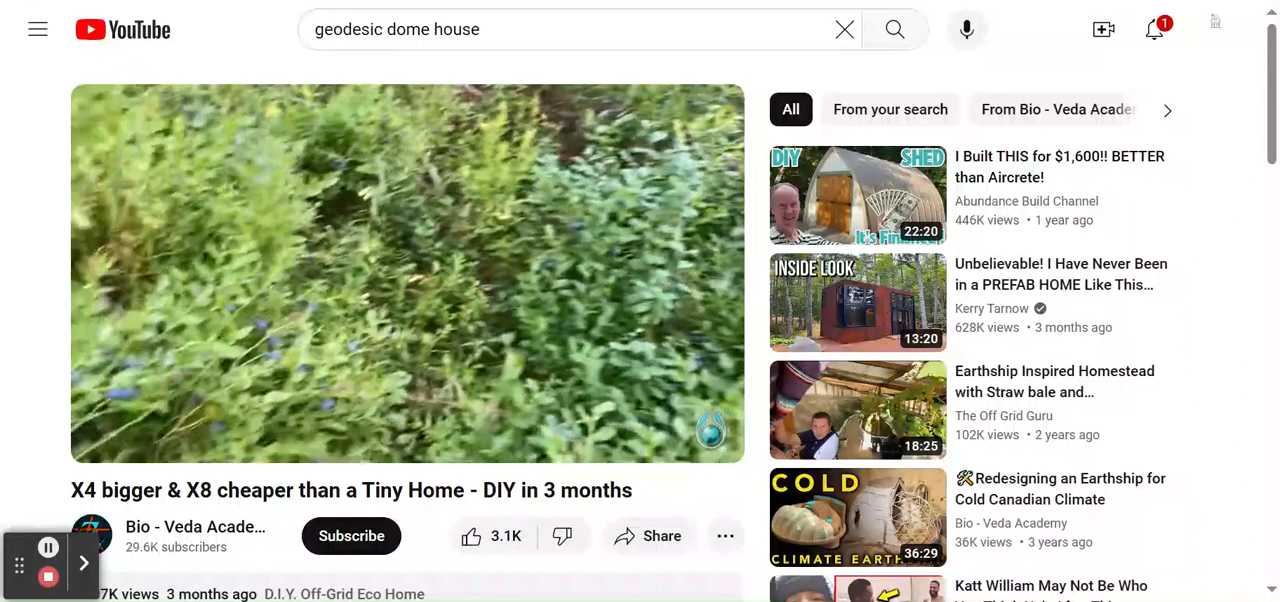 YouTube
geodesic dome house
1
All
From your search
From Bio - Veda Acader
DIY
SHED
It's Finished!
22:20
I Built THIS for $1,600!! BETTER
than Aircrete!
Abundance Build Channel
446K views • 1 year ago
INSIDE LOOK
13:20
Unbelievable! I Have Never Been
in a PREFAB HOME Like This...
Kerry Tarnow
628K views • 3 months ago
18:25
Earthship Inspired Homestead
with Straw bale and...
The Off Grid Guru
102K views • 2 years ago
COLD
CLIMATE EARTH
36:29
🛠Redesigning an Earthship for
Cold Canadian Climate
Bio - Veda Academy
36K views • 3 years ago
Katt William May Not Be Who
X4 bigger & X8 cheaper than a Tiny Home - DIY in 3 months
Bio - Veda Acade...
29.6K subscribers
Subscribe
3.1K
Share
7K views 3 months ago D.I.Y. Off-Grid Eco Home